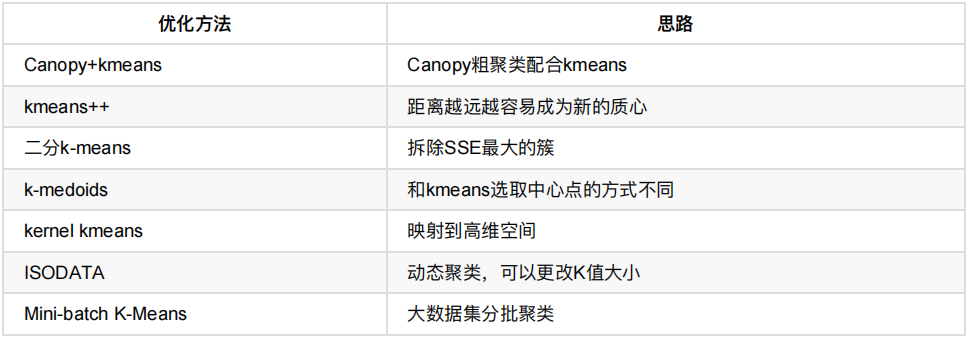 优化方法 思路
Canopy+kmeans Canopy粗聚类配合kmeans
kmeans++ 距离越远越容易成为新的质心
二分k-means 拆除SSE最大的簇
k-medoids 和kmeans选取中心点的方式不同
kernel kmeans 映射到高维空间
ISODATA 动态聚类，可以更改K值大小
Mini-batch K-Means 大数据集分批聚类